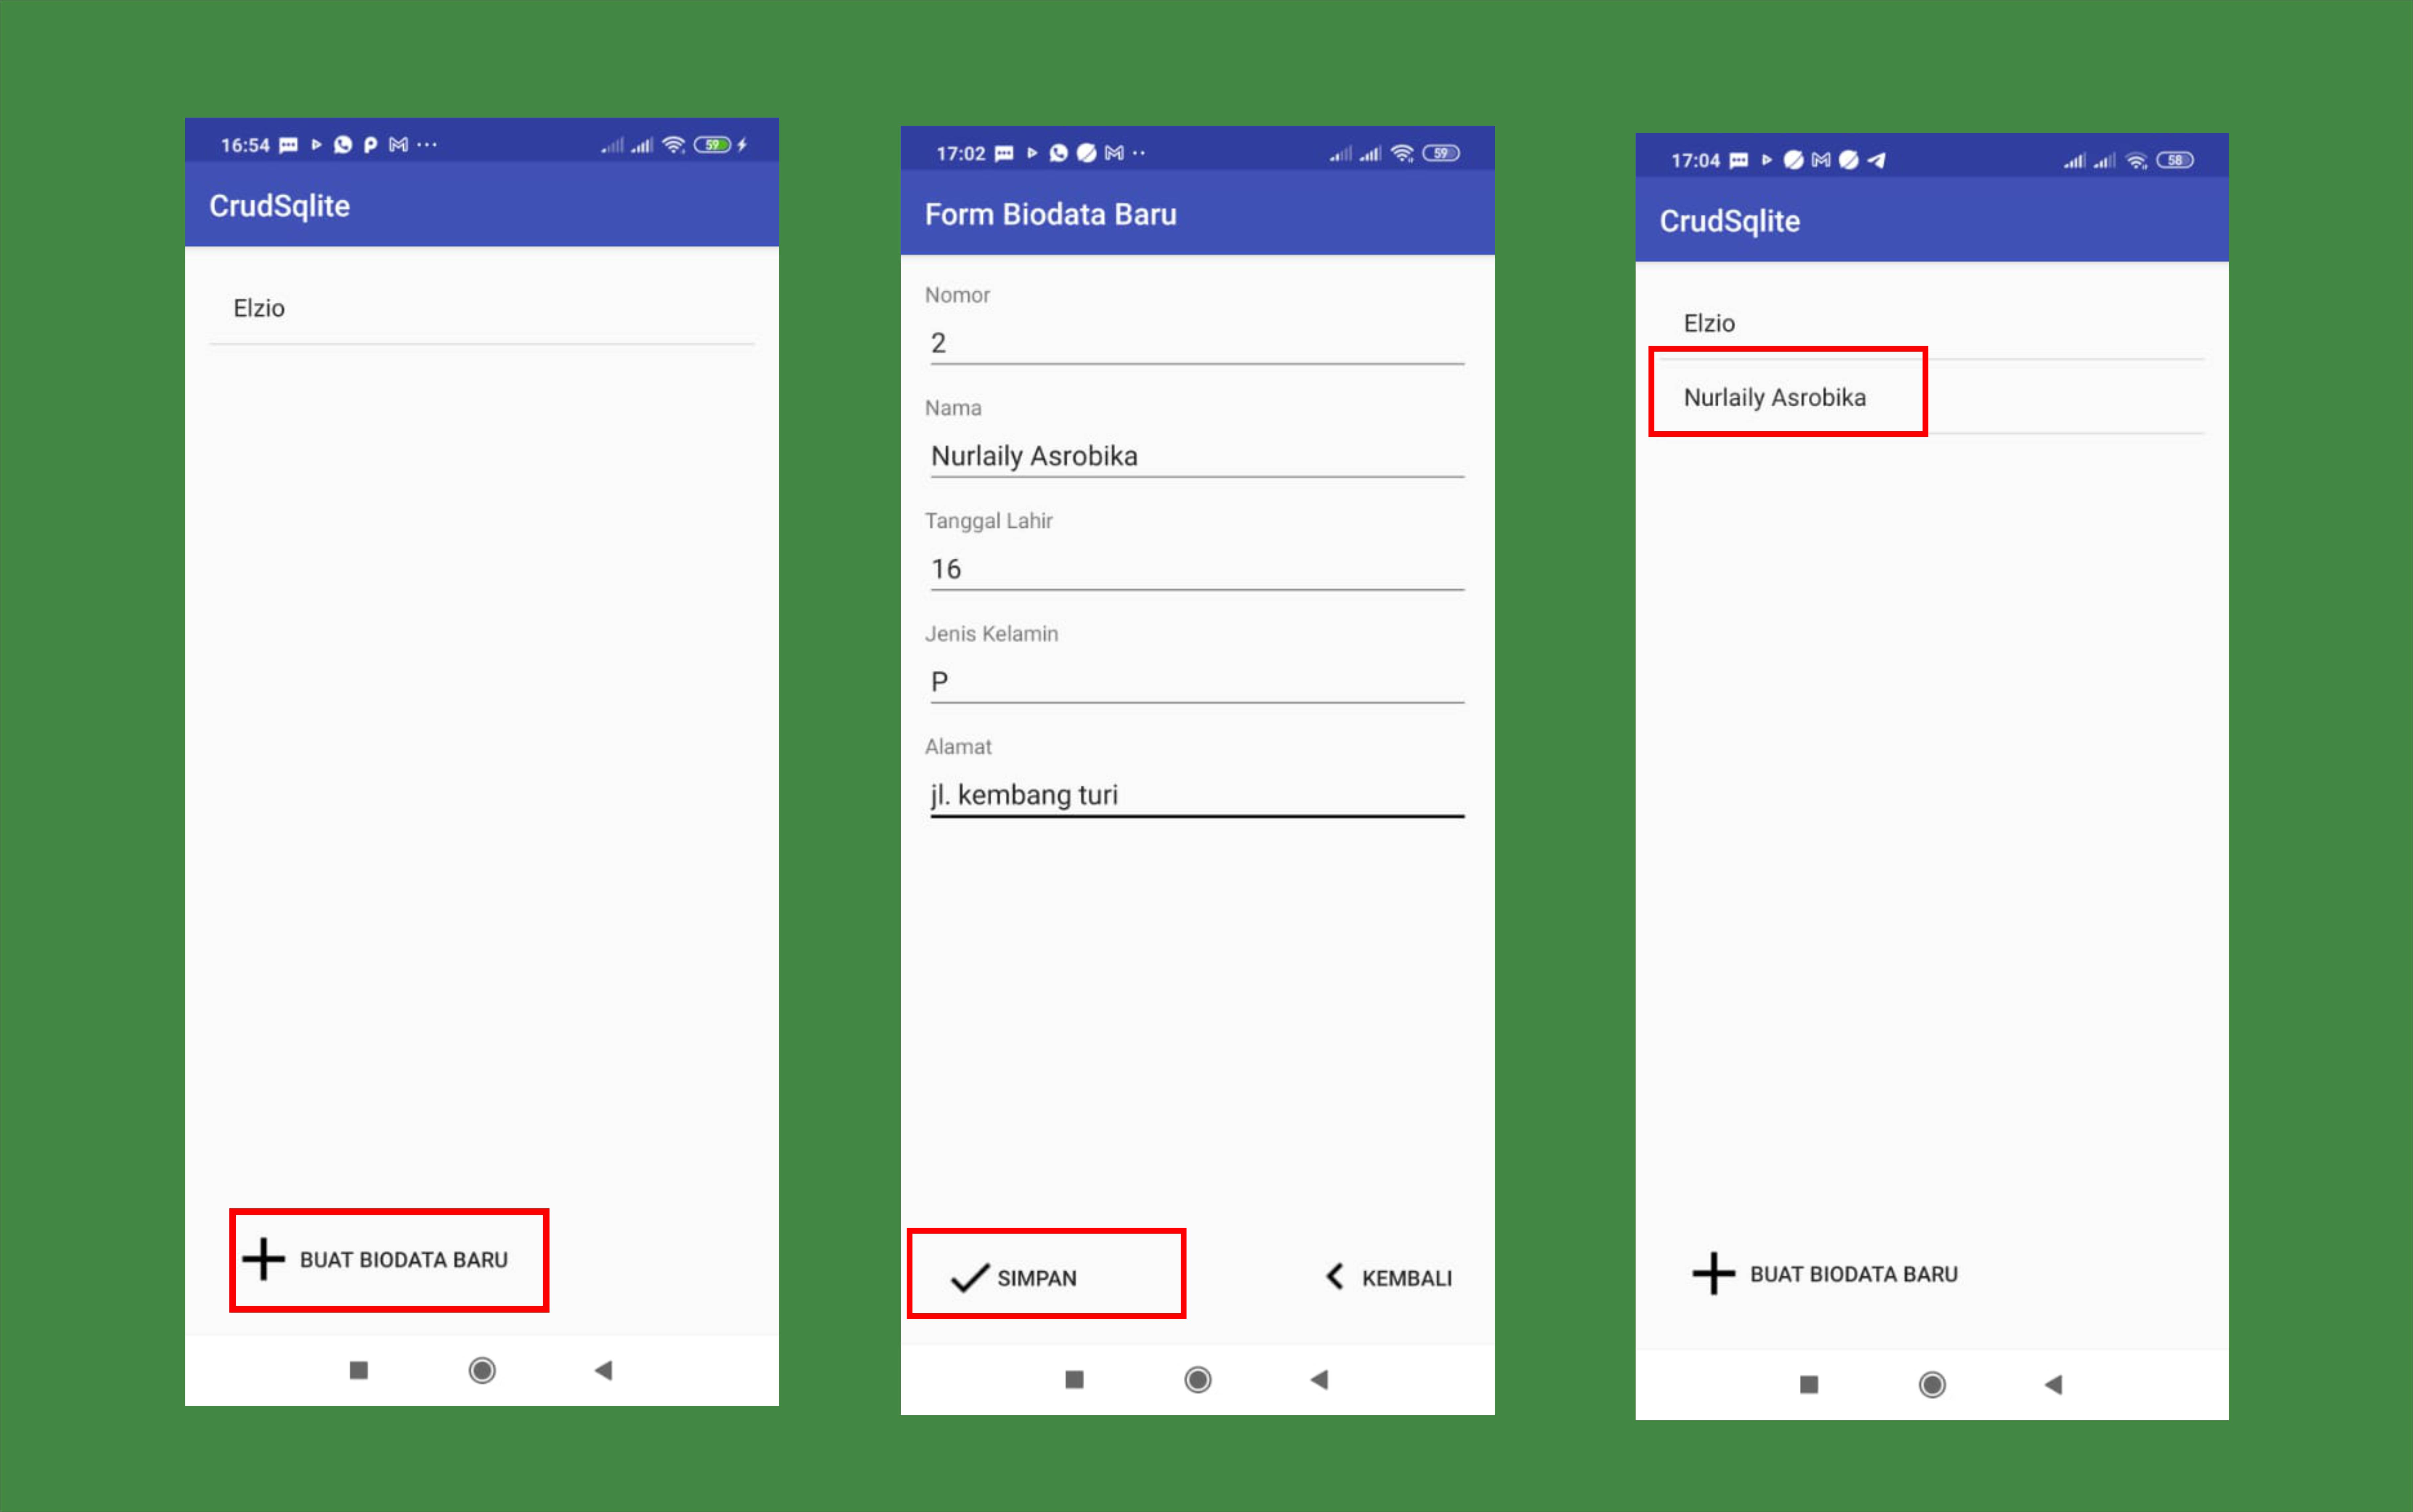 16:54
59
CrudSqlite
Elzio
BUAT BIODATA BARU
17:02
59
Form Biodata Baru
Nomor
2
Nama
Nurlaily Asrobika
Tanggal Lahir
16
Jenis Kelamin
P
Alamat
jl. kembang turi
SIMPAN
KEMBALI
17:04
58
CrudSqlite
Elzio
Nurlaily Asrobika
BUAT BIODATA BARU